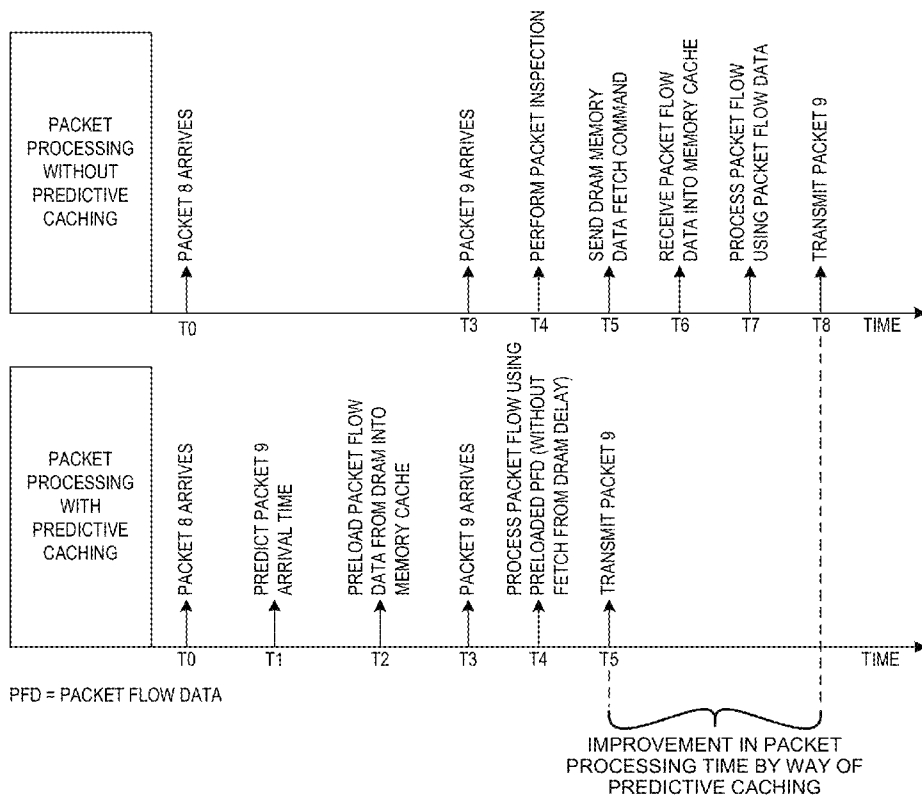 PACKET
PROCESSING
WITHOUT
PREDICTIVE
CACHING
PACKET 8 ARRIVES
PACKET 9 ARRIVES
PERFORM PACKET INSPECTION
SEND DRAM MEMORY
DATA FETCH COMMAND
RECEIVE PACKET FLOW
DATA INTO MEMORY CACHE
PROCESS PACKET FLOW
USING PACKET FLOW DATA
TRANSMIT PACKET 9
T0
T3
T4
T5
T6
T7
T8
TIME
PACKET
PROCESSING
WITH
PREDICTIVE
CACHING
PACKET 8 ARRIVES
PREDICT PACKET 9
ARRIVAL TIME
PRELOAD PACKET FLOW
DATA FROM DRAM INTO
MEMORY CACHE
PACKET 9 ARRIVES
PROCESS PACKET FLOW USING
PRELOADED PFD (WITHOUT
FETCH FROM DRAM DELAY)
TRANSMIT PACKET 9
T0
T1
T2
T3
T4
T5
TIME
PFD = PACKET FLOW DATA
IMPROVEMENT IN PACKET
PROCESSING TIME BY WAY OF
PREDICTIVE CACHING